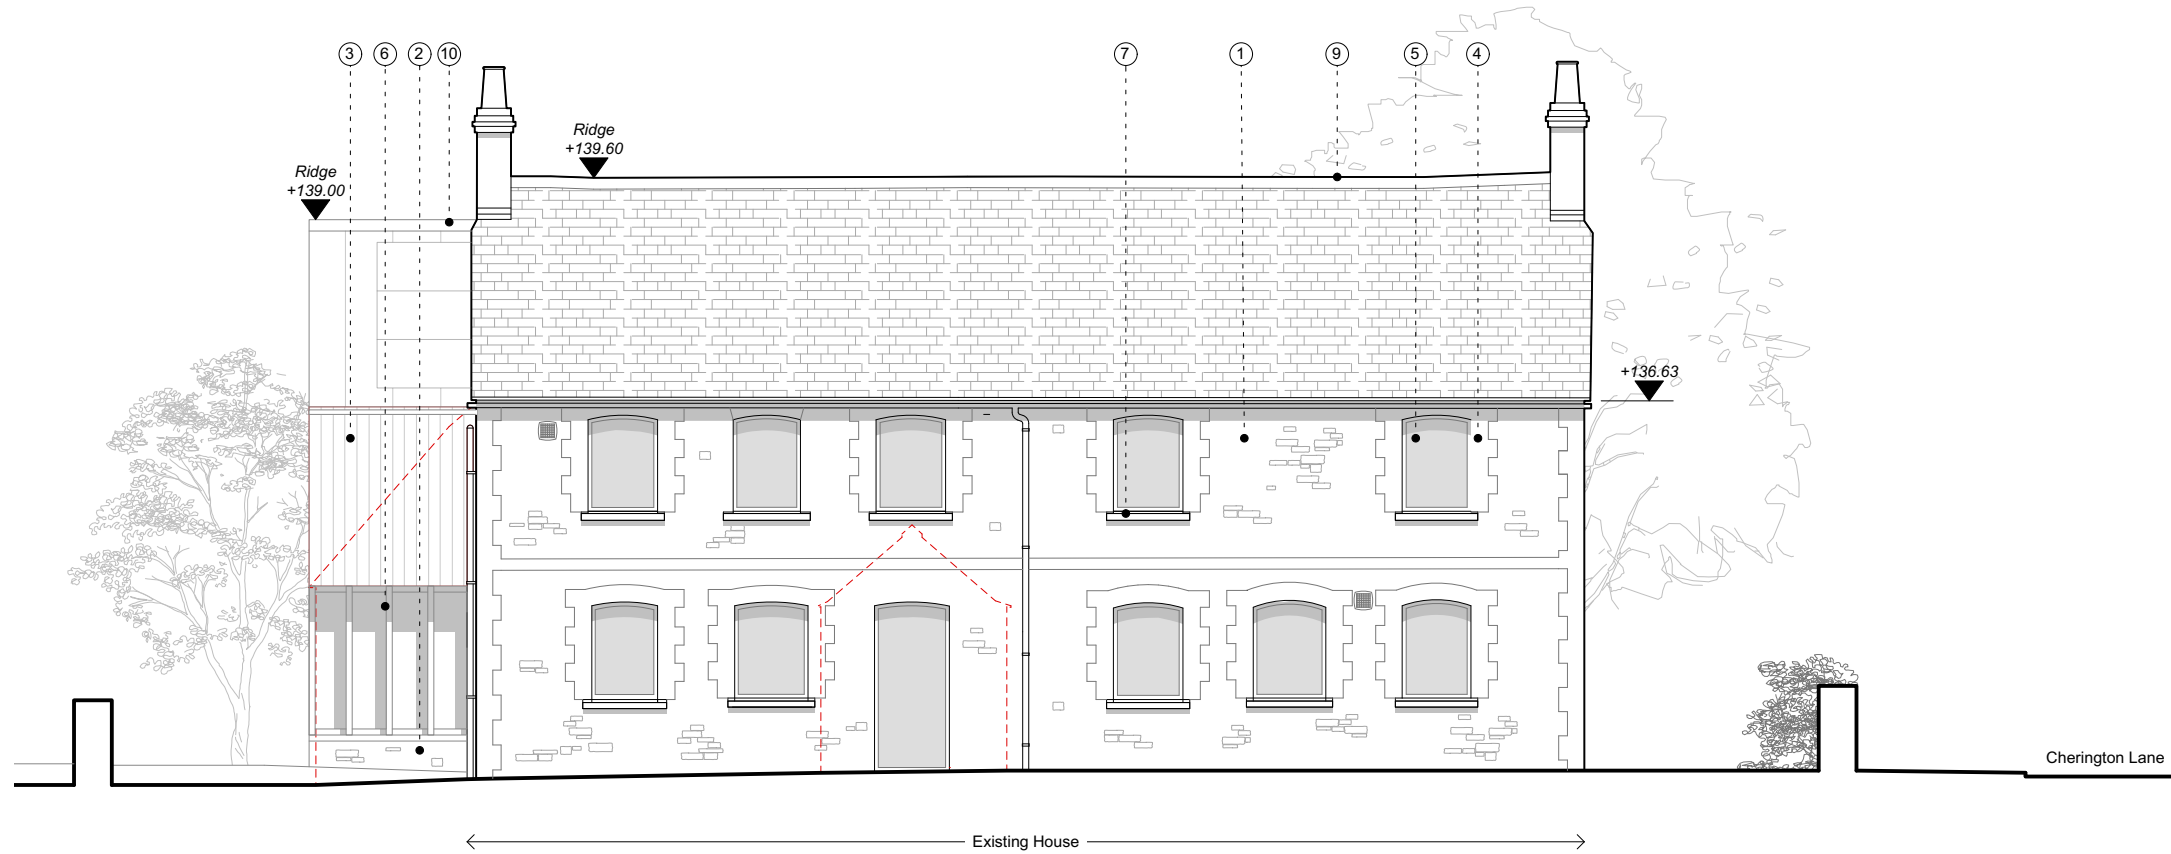 3 6 2 10 7 1 9 5 4
Ridge
+139.60
Ridge
+139.00
+136.63
Cherington Lane
Existing House